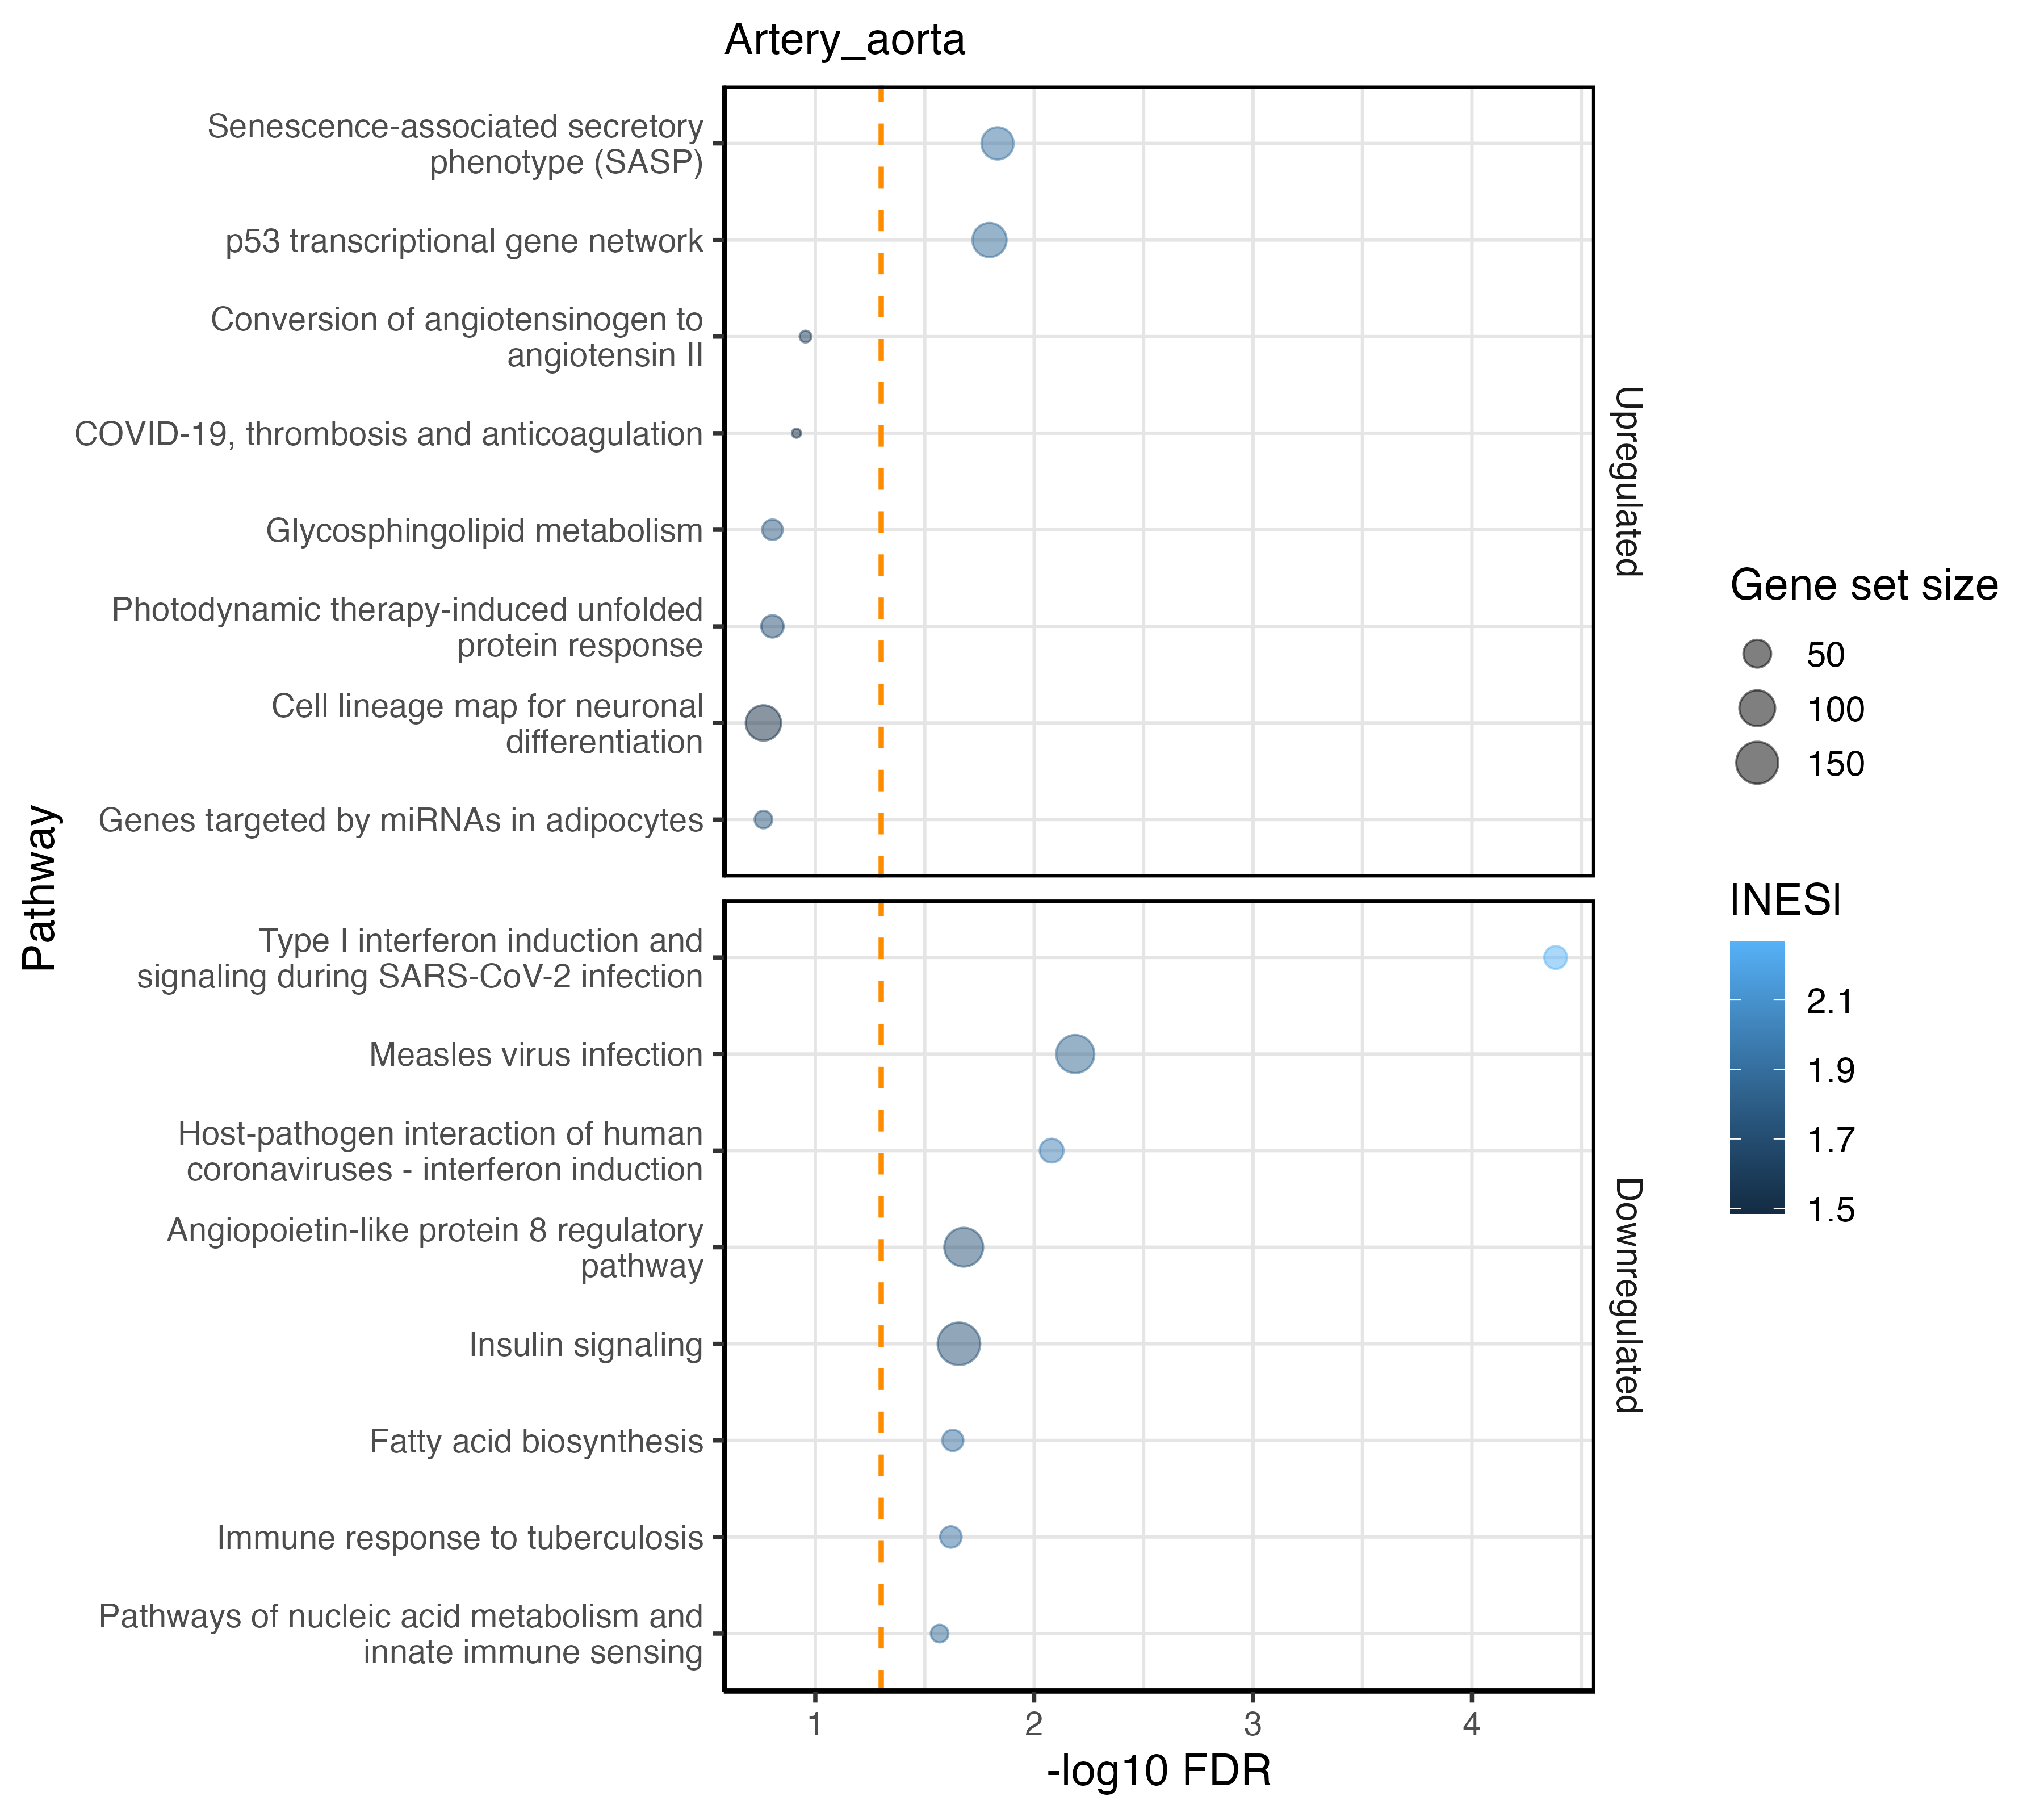 Artery_aorta
Senescence-associated secretory
phenotype (SASP)
p53 transcriptional gene network
Conversion of angiotensinogen to
angiotensin II
COVID-19, thrombosis and anticoagulation
Glycosphingolipid metabolism
Photodynamic therapy-induced unfolded
protein response
Cell lineage map for neuronal
differentiation
Genes targeted by miRNAs in adipocytes
Upregulated
Type I interferon induction and
signaling during SARS-CoV-2 infection
Measles virus infection
Host-pathogen interaction of human
coronaviruses - interferon induction
Angiopoietin-like protein 8 regulatory
pathway
Insulin signaling
Fatty acid biosynthesis
Immune response to tuberculosis
Pathways of nucleic acid metabolism and
innate immune sensing
Downregulated
Pathway
1
2
3
4
-log10 FDR
Gene set size
50
100
150
|NES|
2.1
1.9
1.7
1.5